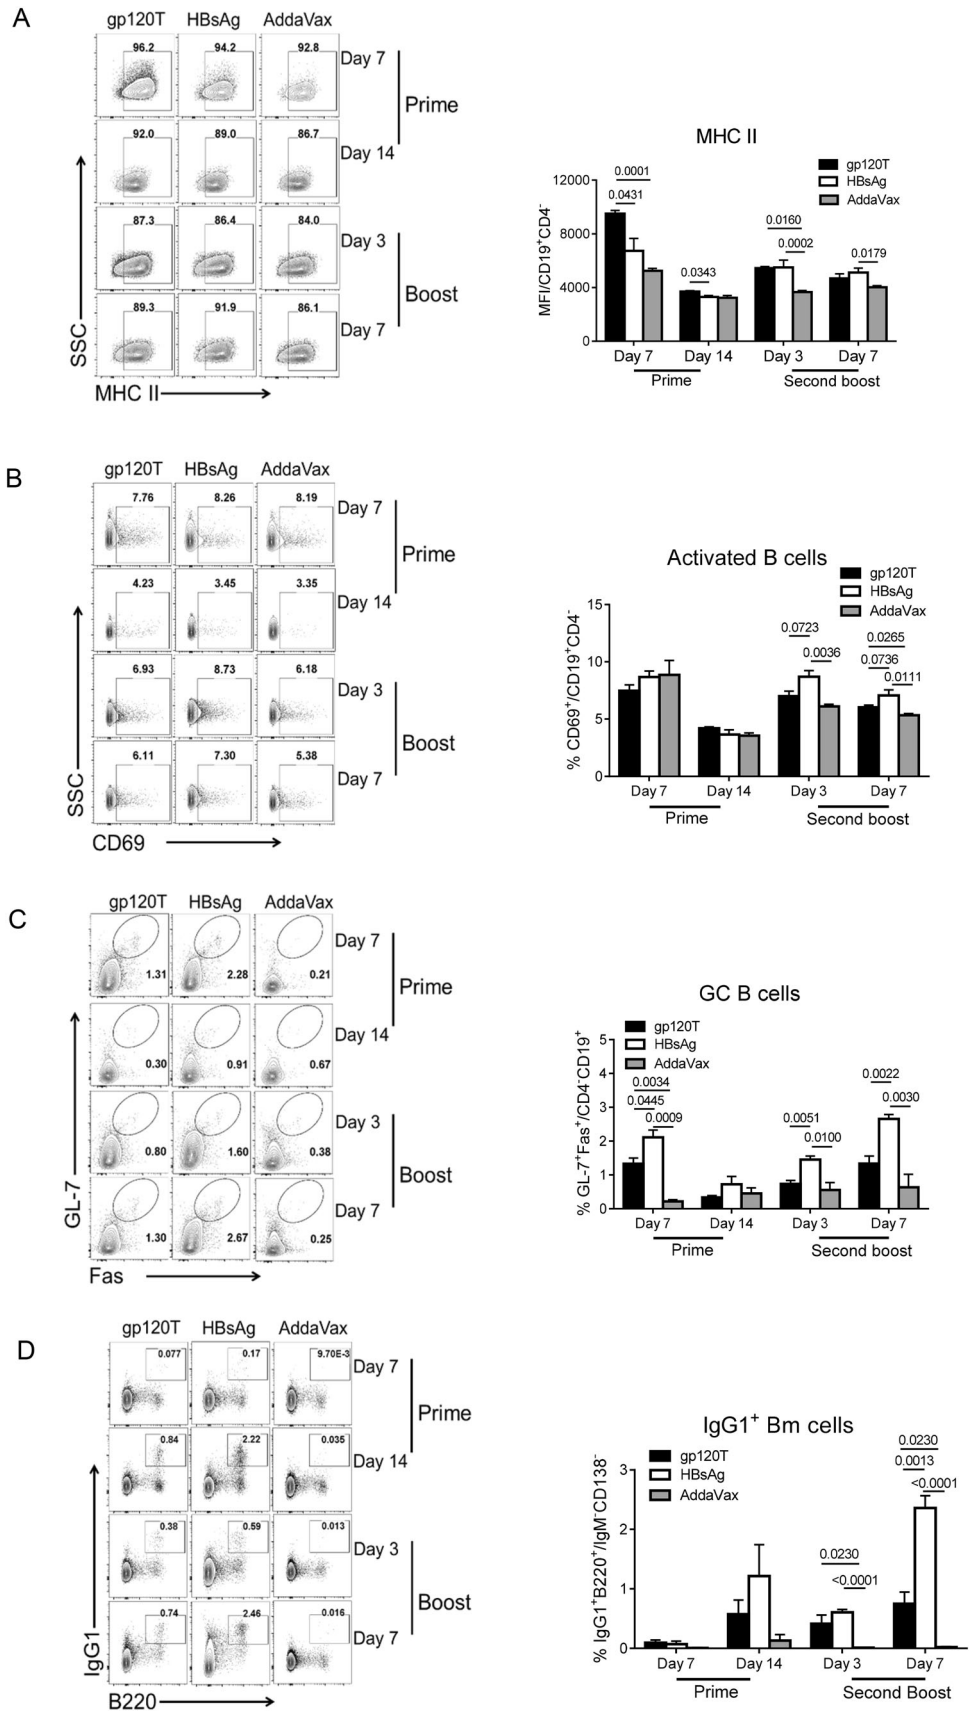 A
gp120T HBsAg AddaVax
96.2 94.2 92.8
Day 7
Prime
92.0 89.0 86.7
Day 14
87.3 86.4 84.0
Day 3
Boost
89.3 91.9 86.1
Day 7
SSC
MHC II
MHC II
gp120T
HBsAg
AddaVax
MFI/CD19+CD4-
12000
8000
4000
0
0.0001
0.0431
0.0343
0.0160
0.0002
0.0179
Day 7 Day 14 Day 3 Day 7
Prime Second boost
B
gp120T HBsAg AddaVax
7.76 8.26 8.19
Day 7
Prime
4.23 3.45 3.35
Day 14
6.93 8.73 6.18
Day 3
Boost
6.11 7.30 5.38
Day 7
SSC
CD69
Activated B cells
gp120T
HBsAg
AddaVax
% CD69+/CD19+CD4-
15
10
5
0
0.0723
0.0036
0.0265
0.0736
0.0111
Day 7 Day 14 Day 3 Day 7
Prime Second boost
C
gp120T HBsAg AddaVax
Day 7
1.31 2.28 0.21
Prime
Day 14
0.30 0.91 0.67
Day 3
0.80 1.60 0.38
Boost
Day 7
1.30 2.67 0.25
GL-7
Fas
GC B cells
gp120T
HBsAg
AddaVax
% GL-7+Fas+/CD4-CD19+
5
4
3
2
1
0
0.0034
0.0445
0.0009
0.0051
0.0100
0.0022
0.0030
Day 7 Day 14 Day 3 Day 7
Prime Second boost
D
gp120T HBsAg AddaVax
0.077 0.17 9.70E-3
Day 7
Prime
0.84 2.22 0.035
Day 14
0.38 0.59 0.013
Day 3
Boost
0.74 2.46 0.016
Day 7
IgG1
B220
IgG1+ Bm cells
gp120T
HBsAg
AddaVax
% IgG1+B220+/IgM-CD138-
3
2
1
0
0.0230
<0.0001
0.0230
0.0013
<0.0001
Day 7 Day 14 Day 3 Day 7
Prime Second Boost